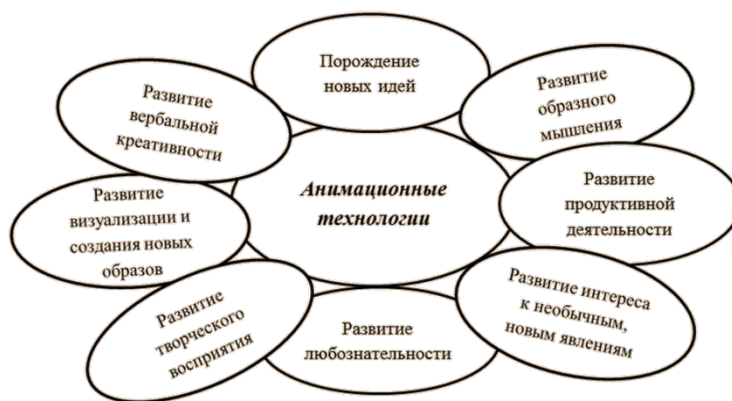 Порождение
новых идей
Развитие
образного
мышления
Развитие
продуктивной
деятельности
Развитие интереса
к необычным,
новым явлениям
Развитие
любознательности
Развитие
творческого
восприятия
Развитие
визуализации и
создания новых
образов
Развитие
вербальной
креативности
Анимационные
технологии